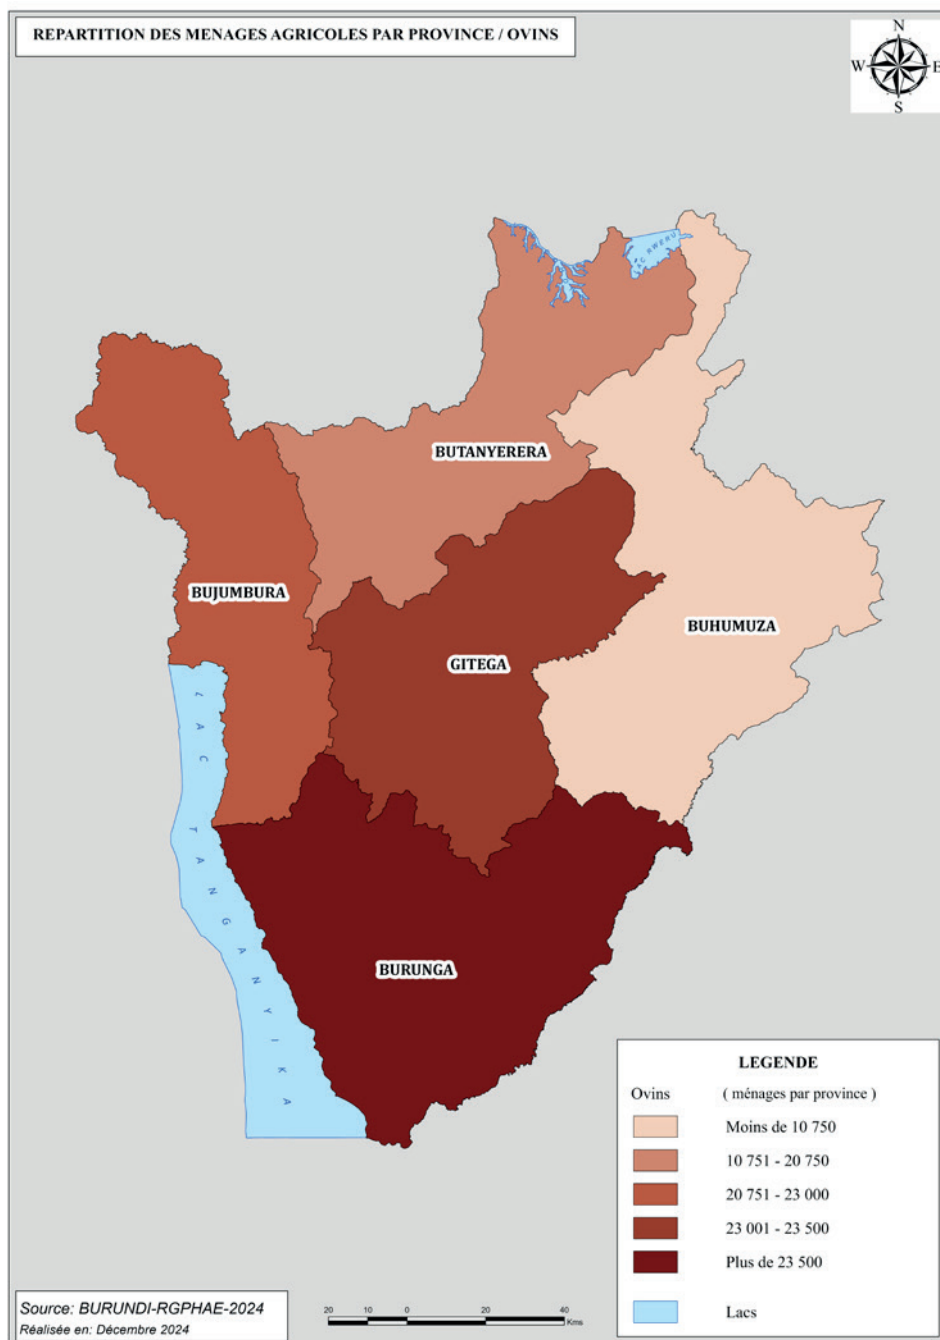 REPARTITION DES MENAGES AGRICOLES PAR PROVINCE / OVINS
N
W
E
S
LAC RWERU
BUTANYERERA
BUJUMBURA
BUHUMUZA
GITEGA
LAC TANGANYIKA
BURUNGA
LEGENDE
Ovins ( ménages par province )
Moins de 10 750
10 751 - 20 750
20 751 - 23 000
23 001 - 23 500
Plus de 23 500
Lacs
Source: BURUNDI-RGPHAE-2024
Réalisée en: Décembre 2024
20 10 0 20 40
Kms